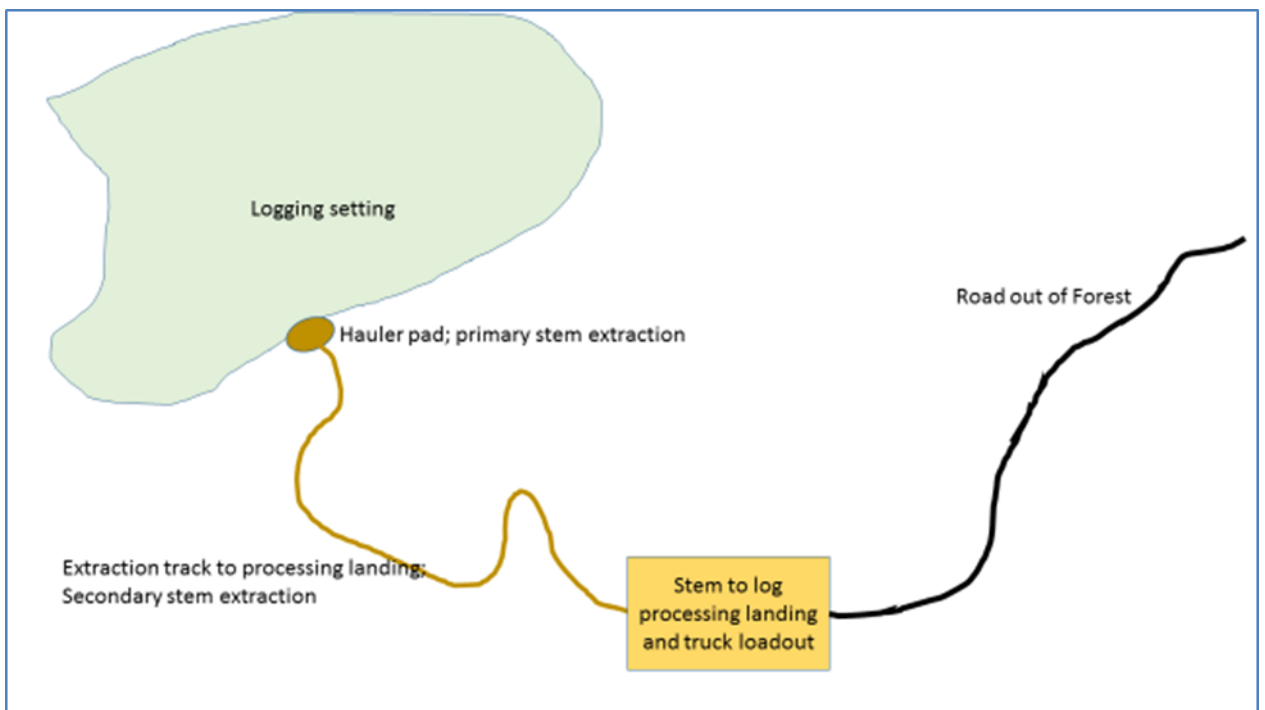 Logging setting
Road out of Forest
Hauler pad; primary stem extraction
Extraction track to processing landing;
Secondary stem extraction
Stem to log
processing landing
and truck loadout